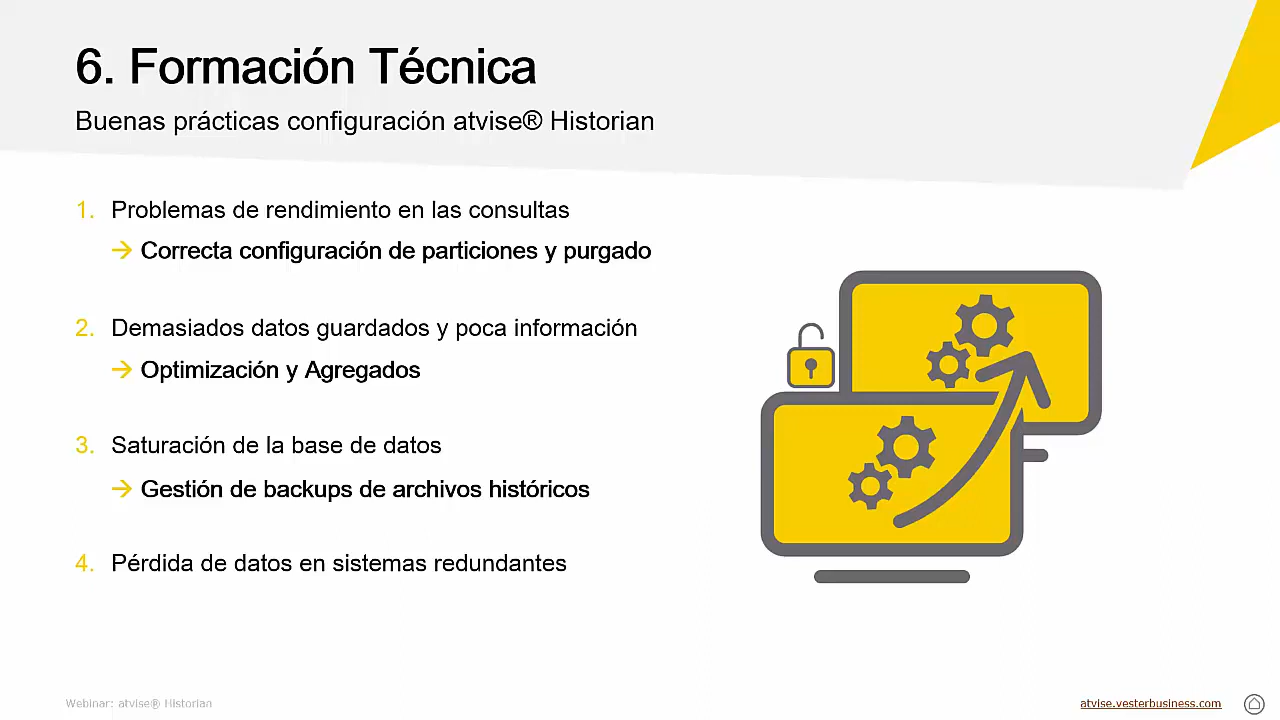 6. Formación Técnica
Buenas prácticas configuración atvise® Historian
1. Problemas de rendimiento en las consultas
→ Correcta configuración de particiones y purgado
2. Demasiados datos guardados y poca información
→ Optimización y Agregados
3. Saturación de la base de datos
→ Gestión de backups de archivos históricos
4. Pérdida de datos en sistemas redundantes
Webinar: atvise® Historian
atvise.vesterbusiness.com